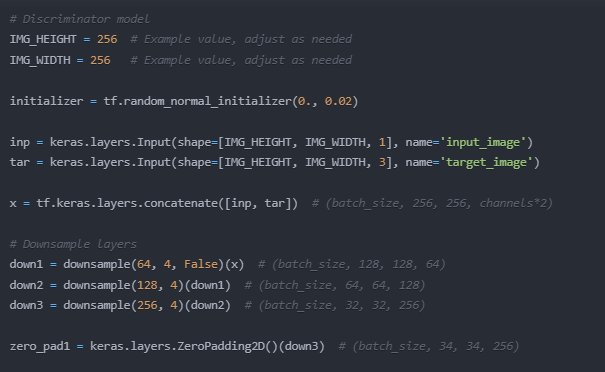 # Discriminator model
IMG_HEIGHT = 256  # Example value, adjust as needed
IMG_WIDTH = 256   # Example value, adjust as needed
initializer = tf.random_normal_initializer(0., 0.02)
inp = keras.layers.Input(shape=[IMG_HEIGHT, IMG_WIDTH, 1], name='input_image')
tar = keras.layers.Input(shape=[IMG_HEIGHT, IMG_WIDTH, 3], name='target_image')
x = tf.keras.layers.concatenate([inp, tar])  # (batch_size, 256, 256, channels*2)
# Downsample layers
down1 = downsample(64, 4, False)(x)  # (batch_size, 128, 128, 64)
down2 = downsample(128, 4)(down1)  # (batch_size, 64, 64, 128)
down3 = downsample(256, 4)(down2)  # (batch_size, 32, 32, 256)
zero_pad1 = keras.layers.ZeroPadding2D()(down3)  # (batch_size, 34, 34, 256)